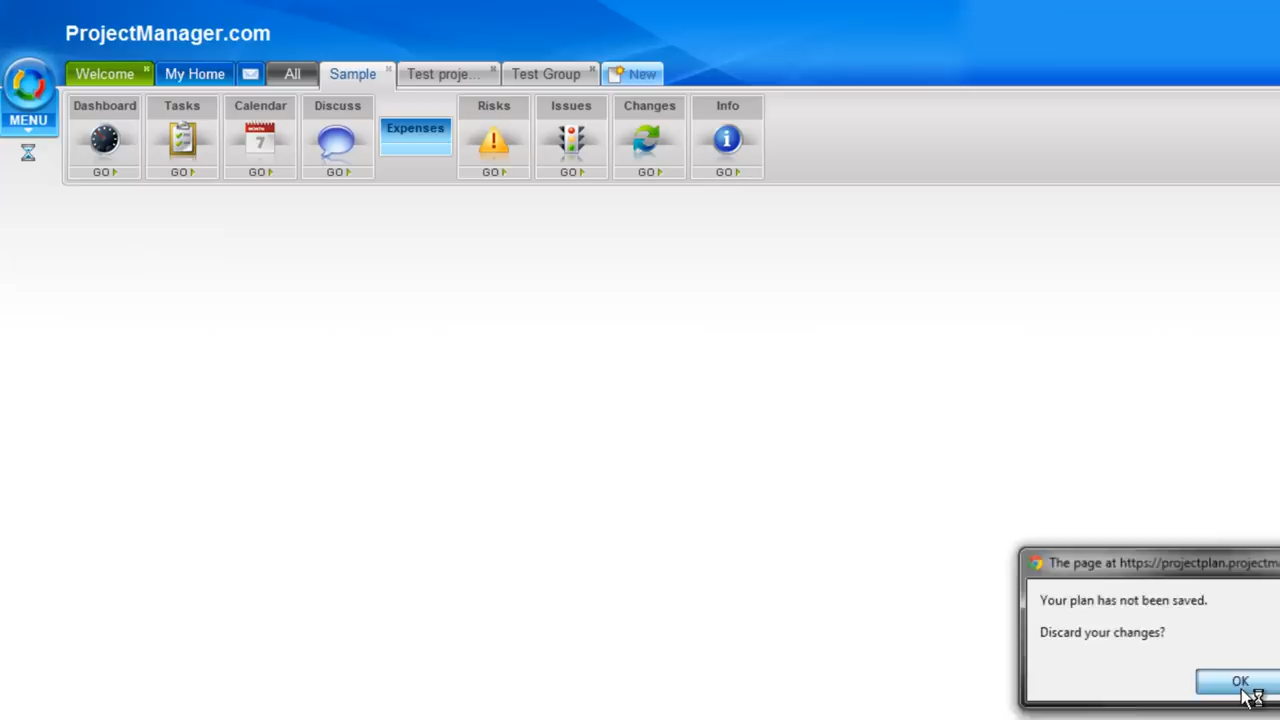 ProjectManager.com
Welcome My Home All Sample Test proje... Test Group New
MENU
Dashboard Tasks Calendar Discuss Expenses Risks Issues Changes Info
MONTH
7
GO GO GO GO GO GO GO GO
The page at https://projectplan.projectm
Your plan has not been saved.
Discard your changes?
OK